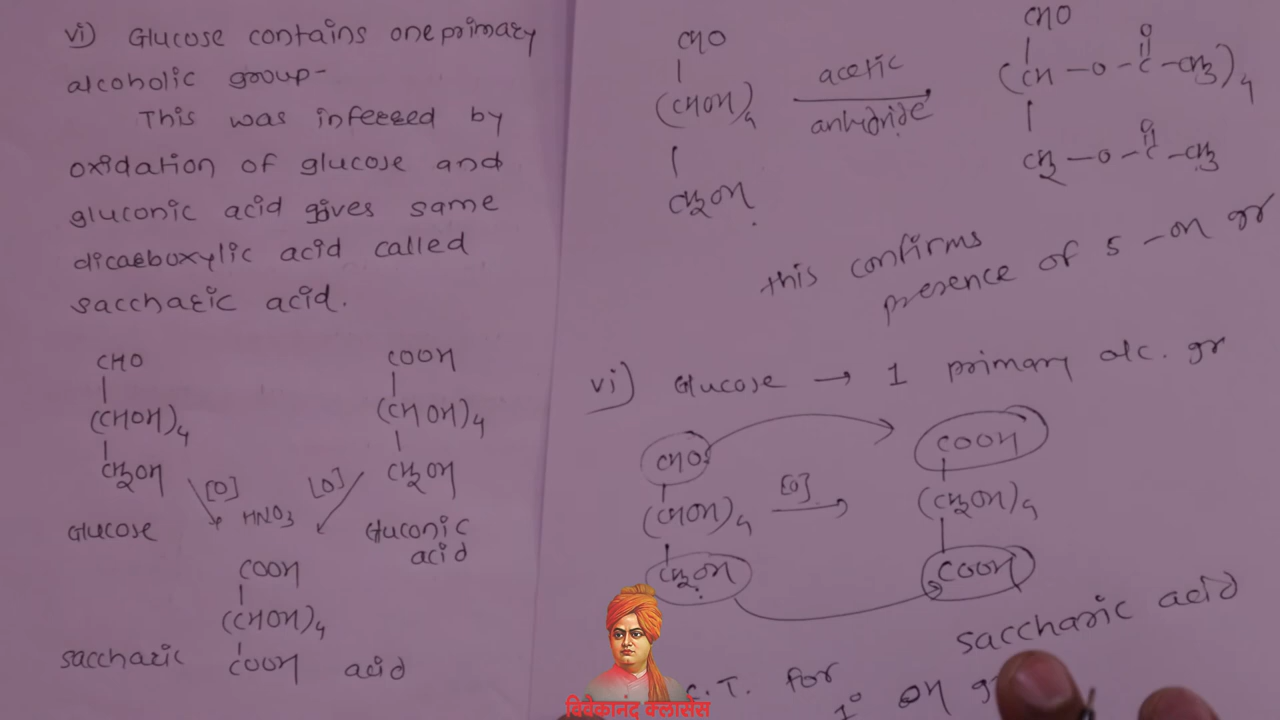 vi) Glucose contains one primary
alcoholic group-
This was inferred by
oxidation of glucose and
gluconic acid gives same
dicarboxylic acid called
saccharic acid.
CHO
|
(CHOH)4
|
CH2OH
Glucose
COOH
|
(CHOH)4
|
CH2OH
Gluconic
acid
[O] HNO3 [O]
COOH
|
(CHOH)4
|
COOH
saccharic acid
CHO
|
(CHOH)4
|
CH2OH
acetic
anhydride
CHO
|
(CH-O-C-CH3)4
O
||
|
CH2-O-C-CH3
O
||
this confirms
presence of 5 -OH gr
vi) Glucose → 1 primary alc. gr
CHO
|
(CHOH)4
|
CH2OH
[O]
COOH
|
(CH2OH)4
|
COOH
saccharic acid
C.T. for
1° OH
विवेकानंद क्लासेस